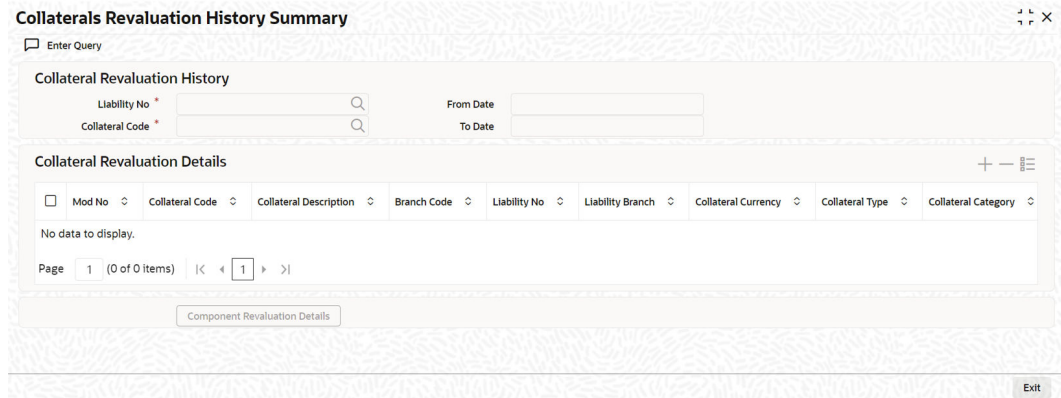 Collaterals Revaluation History Summary
Enter Query
Collateral Revaluation History
Liability No *
From Date
Collateral Code *
To Date
Collateral Revaluation Details
Mod No Collateral Code Collateral Description Branch Code Liability No Liability Branch Collateral Currency Collateral Type Collateral Category
No data to display.
Page 1 (0 of 0 items) 1
Component Revaluation Details
Exit